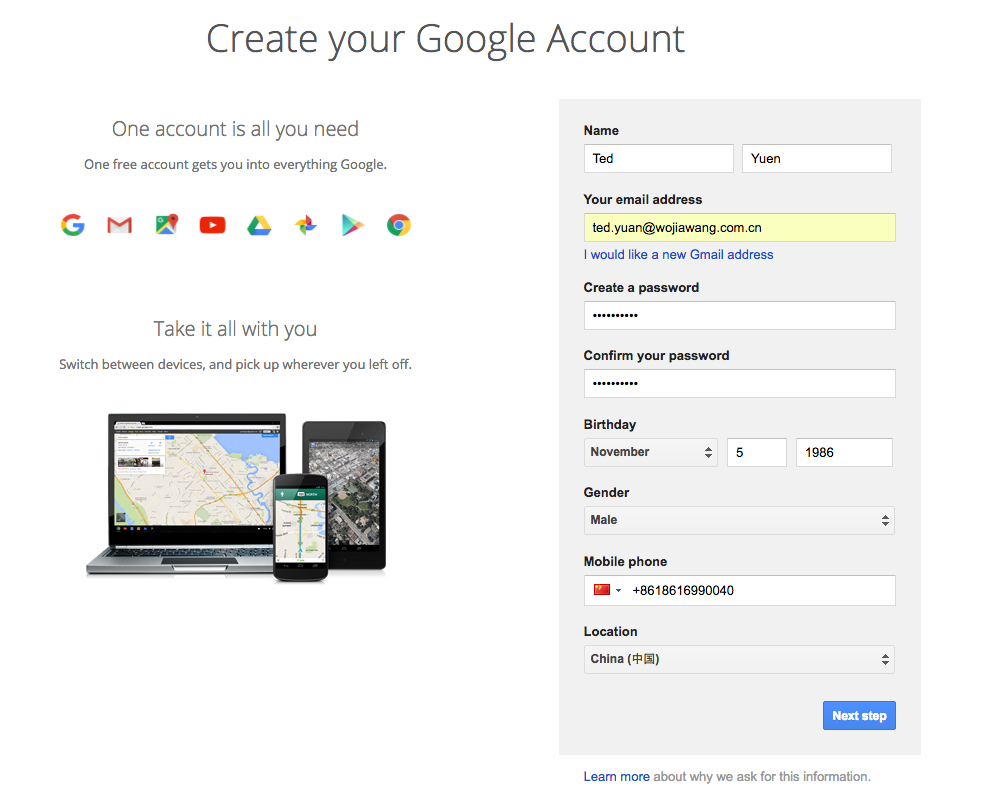 Create your Google Account
One account is all you need
One free account gets you into everything Google.
Take it all with you
Switch between devices, and pick up wherever you left off.
Name
Ted Yuen
Your email address
ted.yuan@wojiawang.com.cn
I would like a new Gmail address
Create a password
••••••••••
Confirm your password
••••••••••
Birthday
November 5 1986
Gender
Male
Mobile phone
+8618616990040
Location
China (中国)
Next step
Learn more about why we ask for this information.